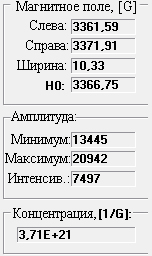 Магнитное поле, [G]
Слева: 3361,59
Справа: 3371,91
Ширина: 10,33
H0: 3366,75
Амплитуда:
Минимум: 13445
Максимум: 20942
Интенсив.: 7497
Концентрация, [1/G]:
3,71E+21